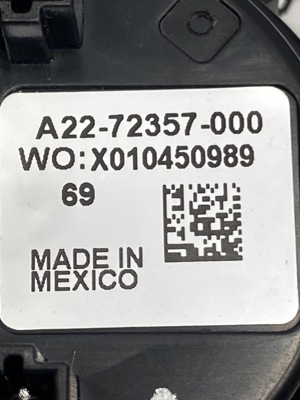 A22-72357-000
WO:X010450989
69
MADE IN
MEXICO